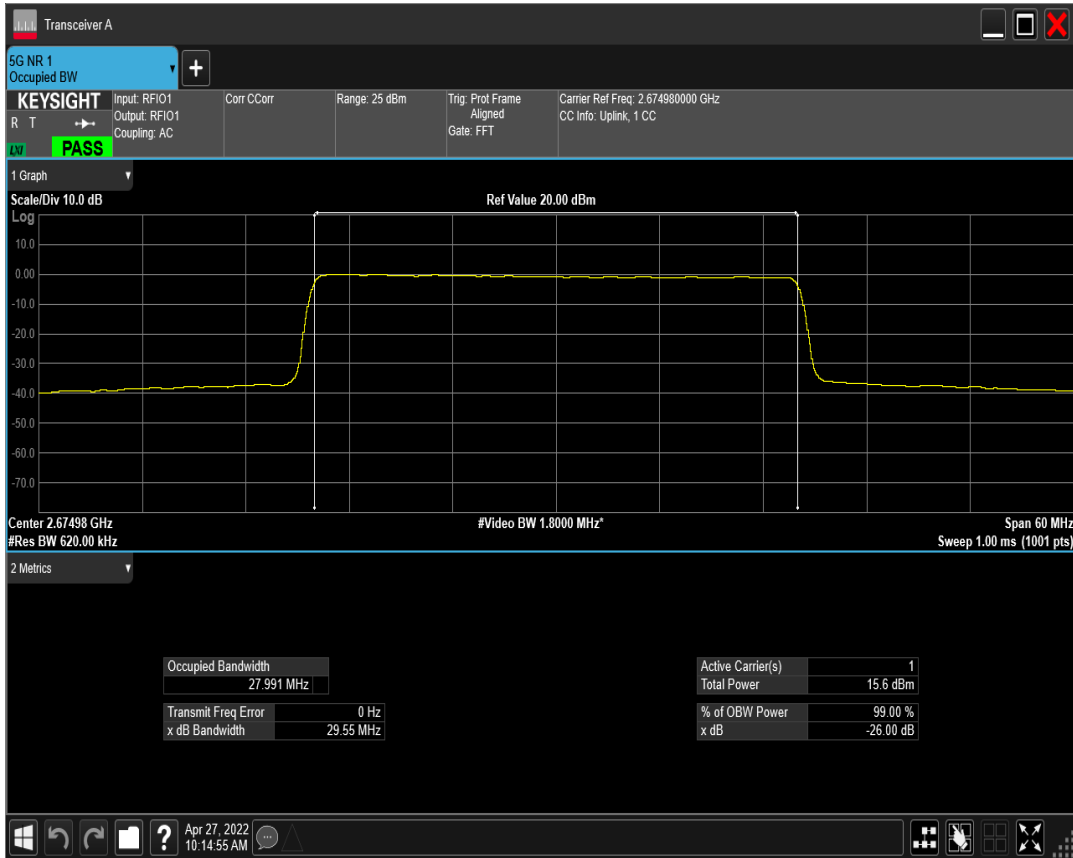 Transceiver A
5G NR 1
Occupied BW
+
KEYSIGHT
R T
LXI
PASS
Input: RFIO1
Output: RFIO1
Coupling: AC
Corr CCorr
Range: 25 dBm
Trig: Prot Frame
Aligned
Gate: FFT
Carrier Ref Freq: 2.674980000 GHz
CC Info: Uplink, 1 CC
1 Graph
Scale/Div 10.0 dB
Ref Value 20.00 dBm
Log
10.0
0.00
-10.0
-20.0
-30.0
-40.0
-50.0
-60.0
-70.0
Center 2.67498 GHz
#Video BW 1.8000 MHz*
Span 60 MHz
#Res BW 620.00 kHz
Sweep 1.00 ms (1001 pts)
2 Metrics
Occupied Bandwidth
27.991 MHz
Transmit Freq Error 0 Hz
x dB Bandwidth 29.55 MHz
Active Carrier(s) 1
Total Power 15.6 dBm
% of OBW Power 99.00 %
x dB -26.00 dB
?
Apr 27, 2022
10:14:55 AM